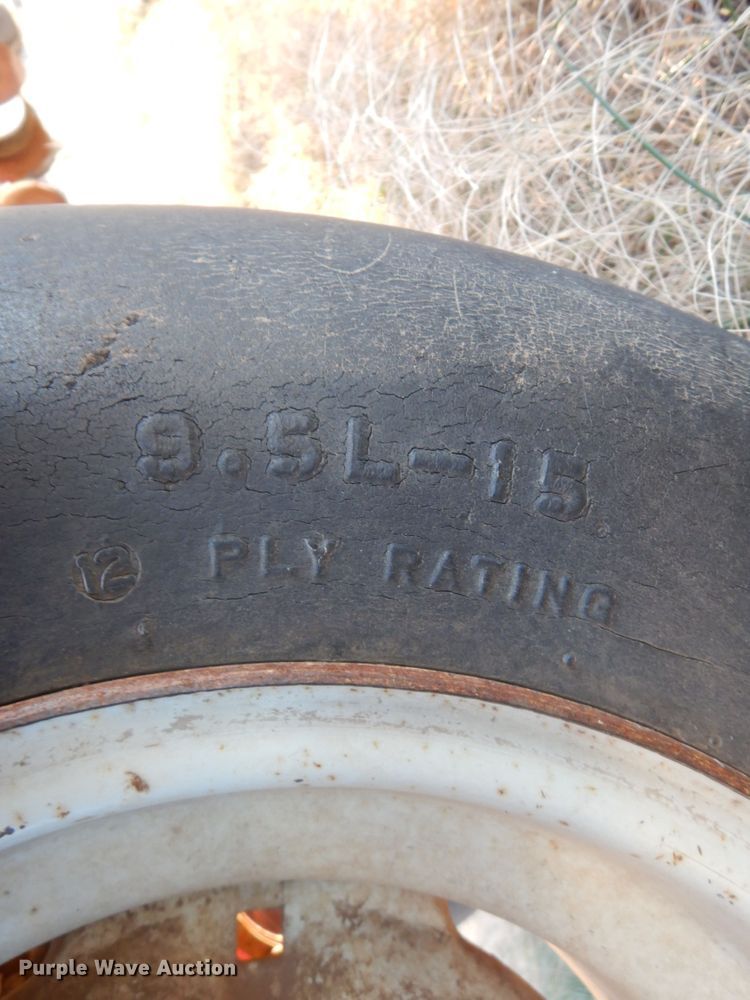 9.5L-15
12 PLY RATING
Purple Wave Auction